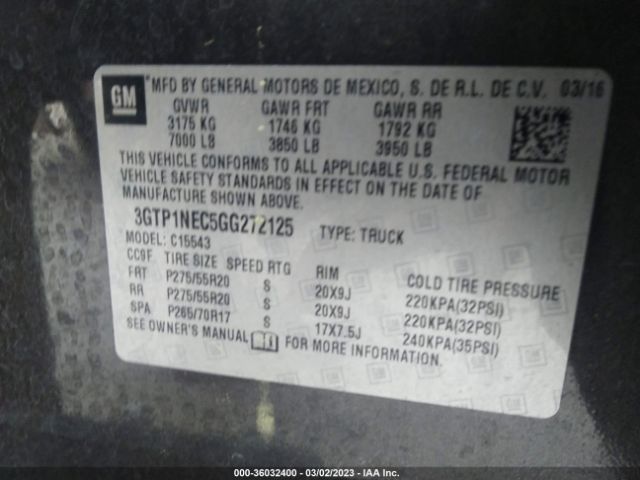 GM
*MFD BY GENERAL MOTORS DE MEXICO, S. DE R.L. DE C.V. 03/16
GVWR GAWR FRT GAWR RR
3175 KG 1746 KG 1792 KG
7000 LB 3850 LB 3950 LB
THIS VEHICLE CONFORMS TO ALL APPLICABLE U.S. FEDERAL MOTOR
VEHICLE SAFETY STANDARDS IN EFFECT ON THE DATE OF
MANUFACTURE SHOWN ABOVE.
3GTP1NEC5GG272125 TYPE: TRUCK
MODEL: C15543
CC9F TIRE SIZE SPEED RTG RIM COLD TIRE PRESSURE
FRT P275/55R20 S 20X9J 220KPA(32PSI)
RR P275/55R20 S 20X9J 220KPA(32PSI)
SPA P265/70R17 S 17X7.5J 240KPA(35PSI)
SEE OWNER'S MANUAL FOR MORE INFORMATION.
000-36032400 - 03/02/2023 - IAA Inc.